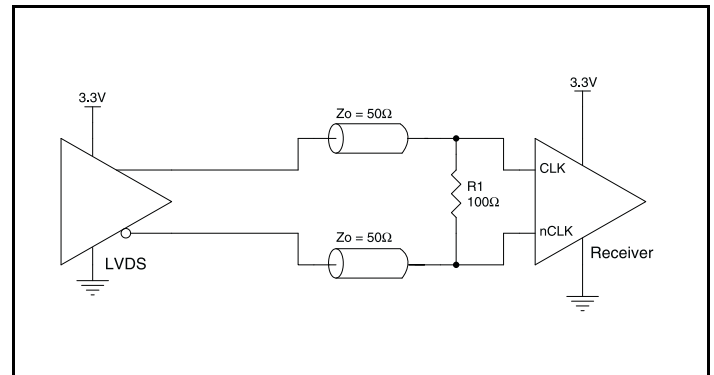 3.3V
3.3V
Zo = 50Ω
CLK
R1
100Ω
nCLK
Zo = 50Ω
LVDS
Receiver